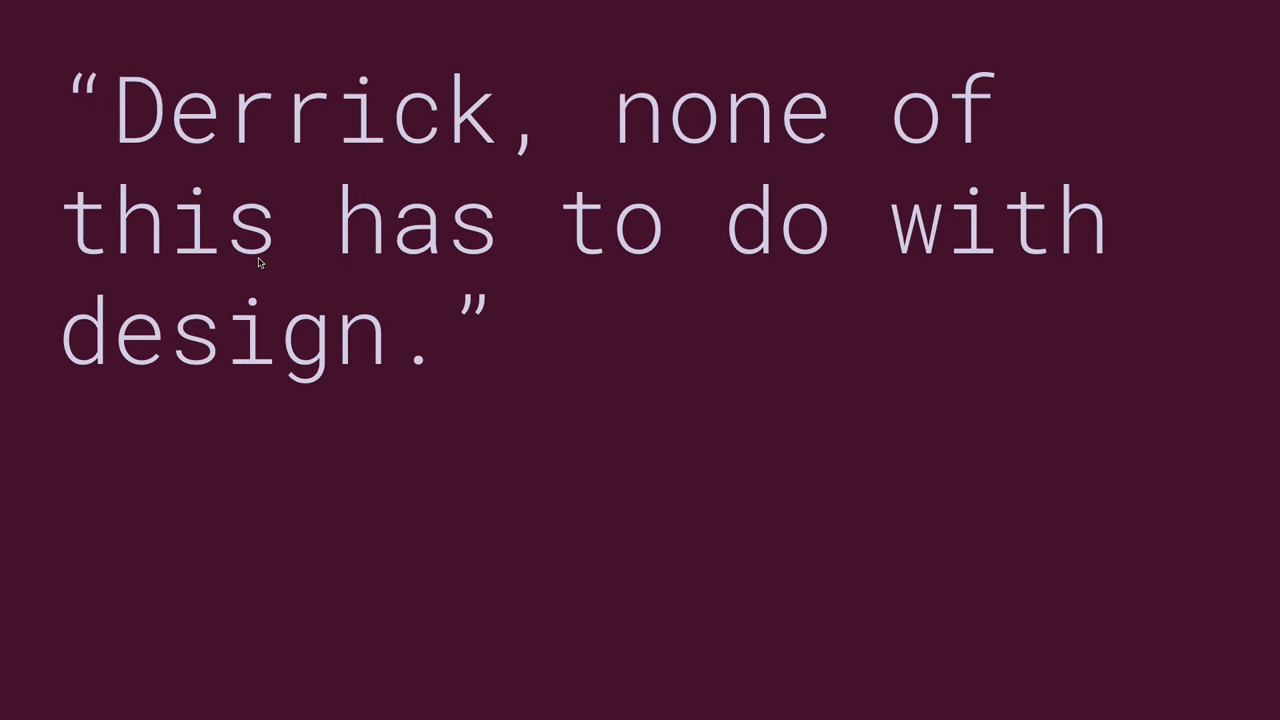 “Derrick, none of
this has to do with
design.”